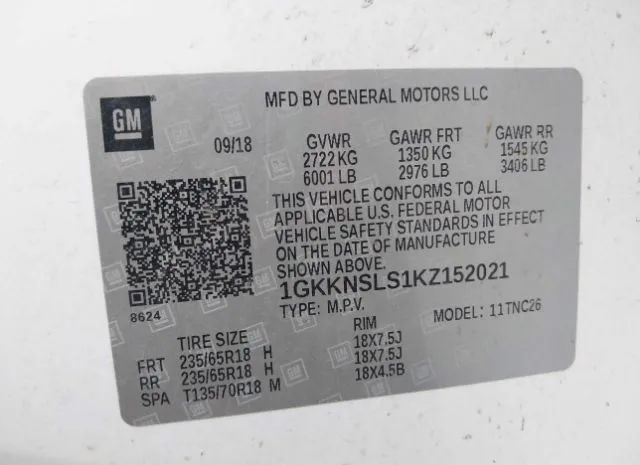 GM
MFD BY GENERAL MOTORS LLC
09/18 GVWR GAWR FRT GAWR RR
2722 KG 1350 KG 1545 KG
6001 LB 2976 LB 3406 LB
THIS VEHICLE CONFORMS TO ALL
APPLICABLE U.S. FEDERAL MOTOR
VEHICLE SAFETY STANDARDS IN EFFECT
ON THE DATE OF MANUFACTURE
SHOWN ABOVE.
1GKKNSLS1KZ152021
8624 TYPE: M.P.V. MODEL: 11TNC26
TIRE SIZE RIM
FRT 235/65R18 H 18X7.5J
RR 235/65R18 H 18X7.5J
SPA T135/70R18 M 18X4.5B